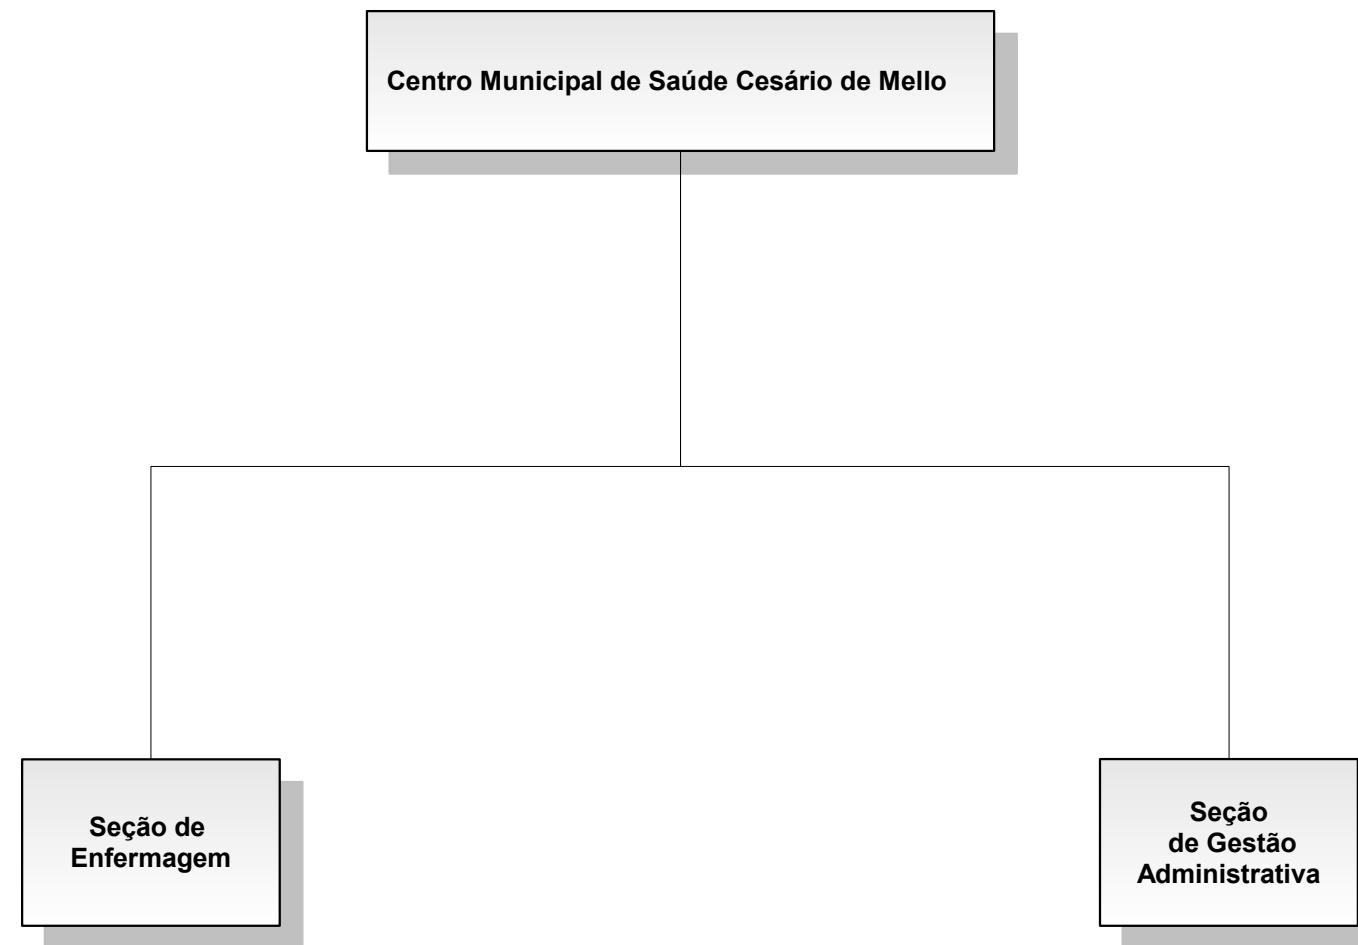 Centro Municipal de Saúde Cesário de Mello
Seção de
Enfermagem
Seção
de Gestão
Administrativa